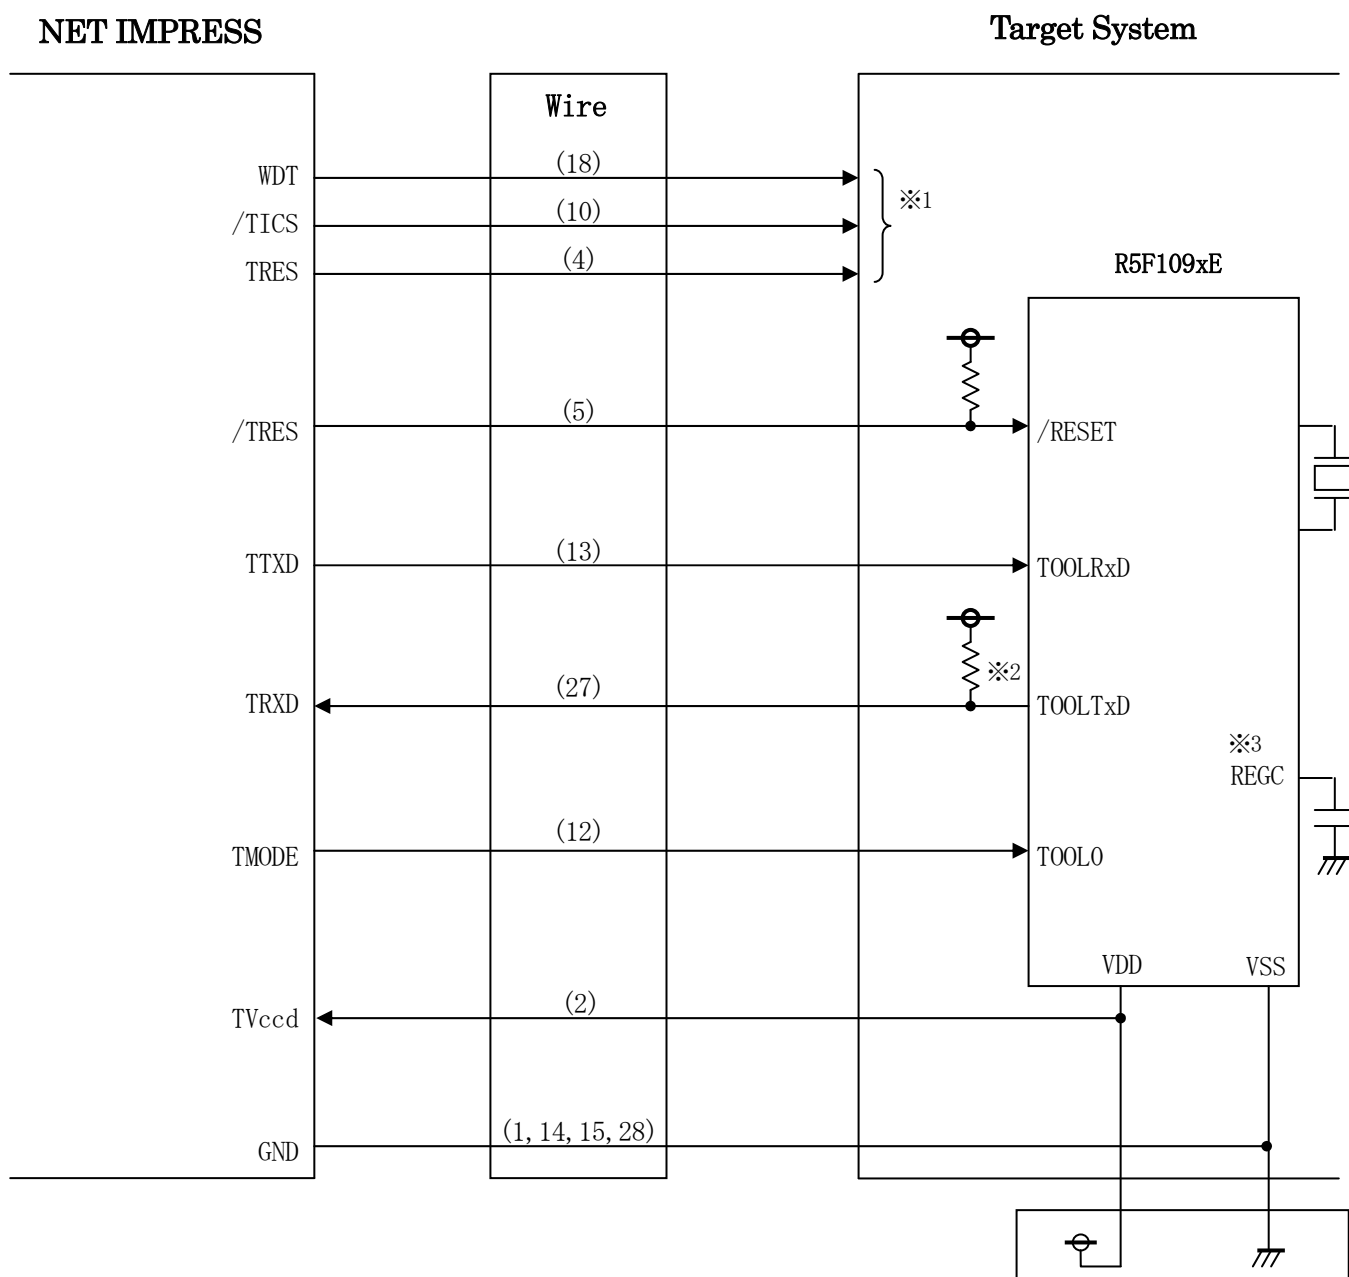 NET IMPRESS
Target System
Wire
WDT
(18)
※1
/TICS
(10)
TRES
(4)
R5F109xE
/TRES
(5)
/RESET
TTXD
(13)
TOOLRxD
TRXD
(27)
※2
TOOLTxD
※3
REGC
TMODE
(12)
TOOL0
VDD
VSS
TVccd
(2)
GND
(1,14,15,28)